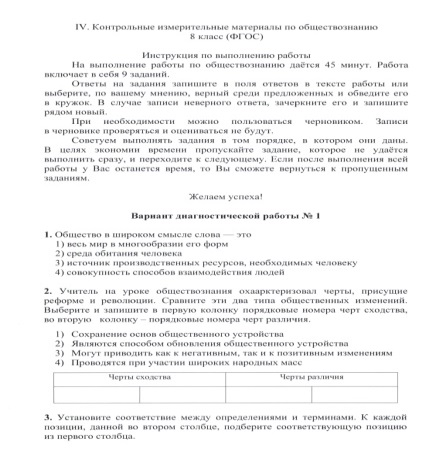 IV. Контрольные измерительные материалы по обществознанию
8 класс (ФГОС)
Инструкция по выполнению работы
На выполнение работы по обществознанию даётся 45 минут. Работа
включает в себя 9 заданий.
Ответы на задания запишите в поля ответов в тексте работы или
выберите, по вашему мнению, верный среди предложенных и обведите его
в кружок. В случае записи неверного ответа, зачеркните его и запишите
рядом новый.
При необходимости можно пользоваться черновиком. Записи
в черновике проверяться и оцениваться не будут.
Советуем выполнять задания в том порядке, в котором они даны.
В целях экономии времени пропускайте задание, которое не удаётся
выполнить сразу, и переходите к следующему. Если после выполнения всей
работы у Вас останется время, то Вы сможете вернуться к пропущенным
заданиям.
Желаем успеха!
Вариант диагностической работы № 1
1. Общество в широком смысле слова — это
1) весь мир в многообразии его форм
2) среда обитания человека
3) источник производственных ресурсов, необходимых человеку
4) совокупность способов взаимодействия людей
2. Учитель на уроке обществознания охарактеризовал черты, присущие
реформе и революции. Сравните эти два типа общественных изменений.
Выберите и запишите в первую колонку порядковые номера черт сходства,
во вторую колонку – порядковые номера черт различия.
1) Сохранение основ общественного устройства
2) Являются способом обновления общественного устройства
3) Могут приводить как к негативным, так и к позитивным изменениям
4) Проводятся при участии широких народных масс
Черты сходства Черты различия
3. Установите соответствие между определениями и терминами. К каждой
позиции, данной во втором столбце, подберите соответствующую позицию
из первого столбца.